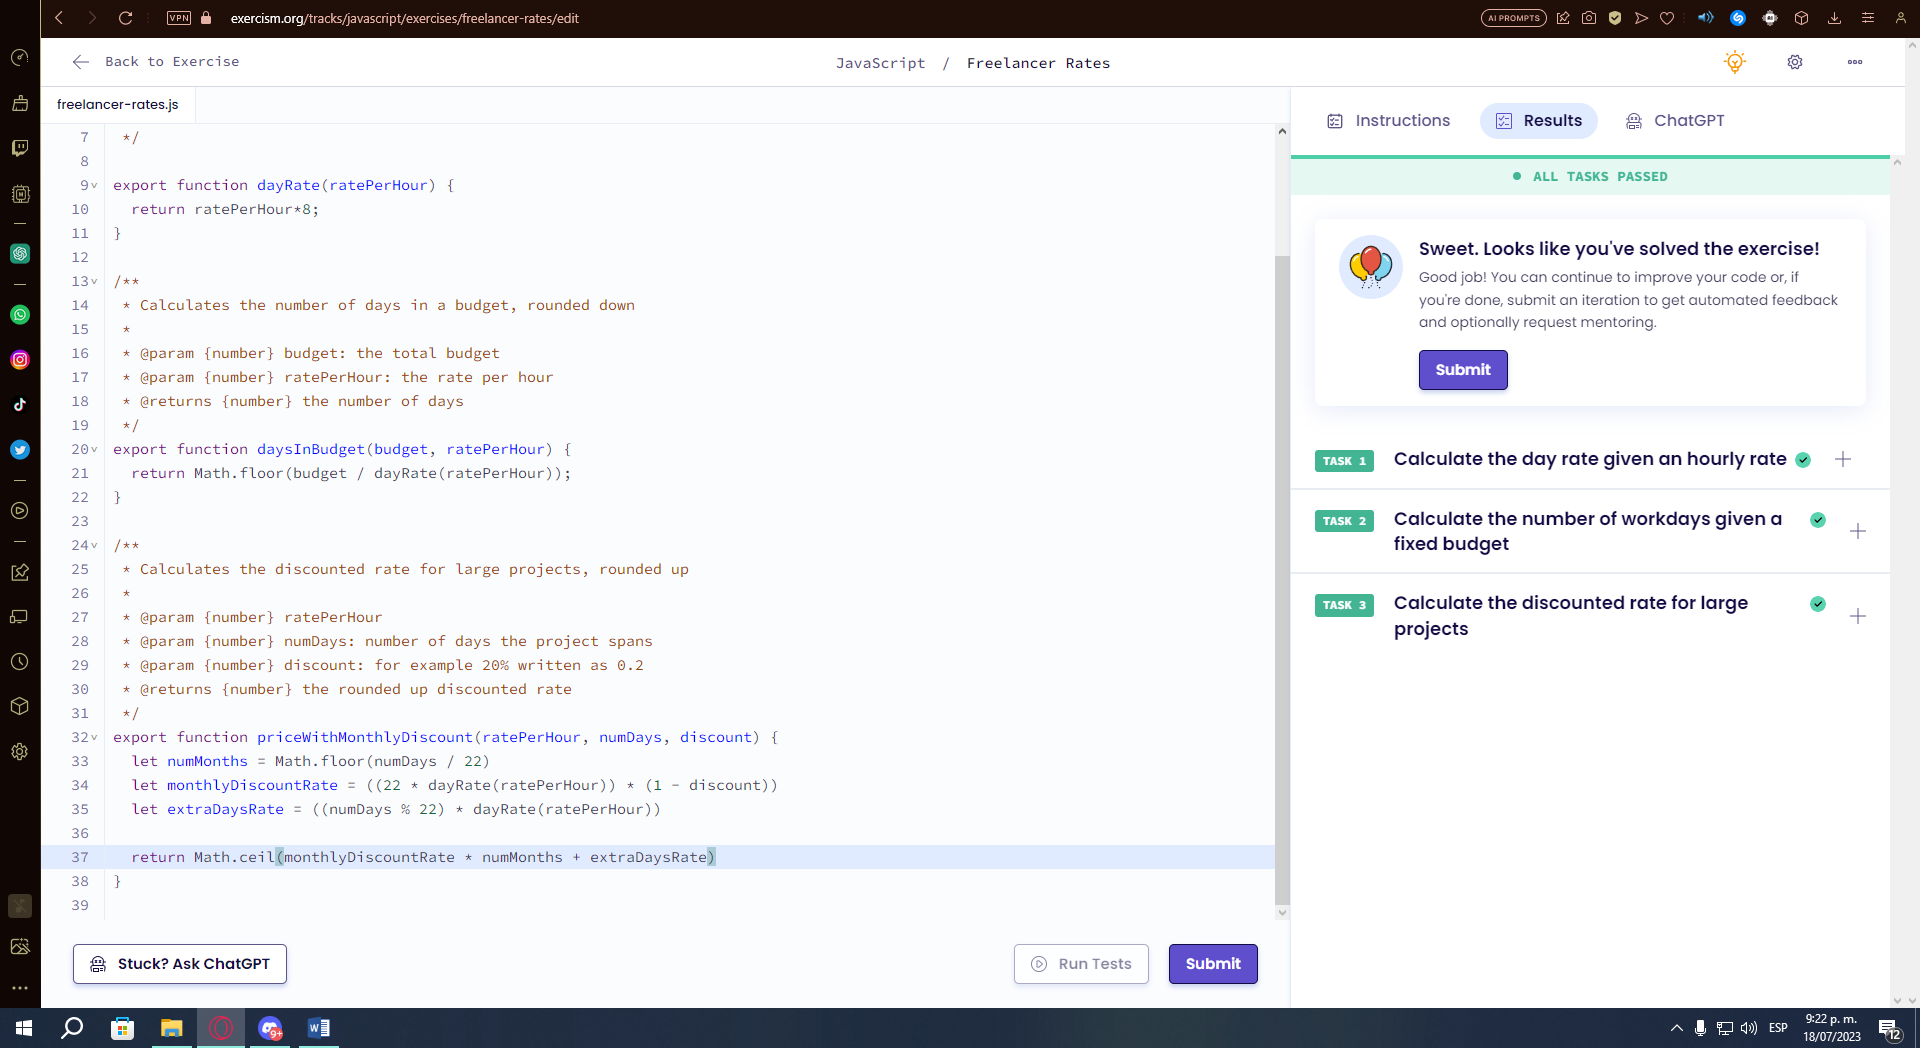 VPN
exercism.org/tracks/javascript/exercises/freelancer-rates/edit
AI PROMPTS
Back to Exercise
JavaScript / Freelancer Rates
freelancer-rates.js
7 */
8
9 export function dayRate(ratePerHour) {
10 return ratePerHour*8;
11 }
12
13 /**
14 * Calculates the number of days in a budget, rounded down
15 *
16 * @param {number} budget: the total budget
17 * @param {number} ratePerHour: the rate per hour
18 * @returns {number} the number of days
19 */
20 export function daysInBudget(budget, ratePerHour) {
21 return Math.floor(budget / dayRate(ratePerHour));
22 }
23
24 /**
25 * Calculates the discounted rate for large projects, rounded up
26 *
27 * @param {number} ratePerHour
28 * @param {number} numDays: number of days the project spans
29 * @param {number} discount: for example 20% written as 0.2
30 * @returns {number} the rounded up discounted rate
31 */
32 export function priceWithMonthlyDiscount(ratePerHour, numDays, discount) {
33 let numMonths = Math.floor(numDays / 22)
34 let monthlyDiscountRate = ((22 * dayRate(ratePerHour)) * (1 - discount))
35 let extraDaysRate = ((numDays % 22) * dayRate(ratePerHour))
36
37 return Math.ceil(monthlyDiscountRate * numMonths + extraDaysRate)
38 }
39
Stuck? Ask ChatGPT
Run Tests
Submit
Instructions
Results
ChatGPT
ALL TASKS PASSED
Sweet. Looks like you've solved the exercise!
Good job! You can continue to improve your code or, if
you're done, submit an iteration to get automated feedback
and optionally request mentoring.
Submit
TASK 1 Calculate the day rate given an hourly rate
TASK 2 Calculate the number of workdays given a
fixed budget
TASK 3 Calculate the discounted rate for large
projects
9+
W
ESP
9:22 p. m.
18/07/2023
12